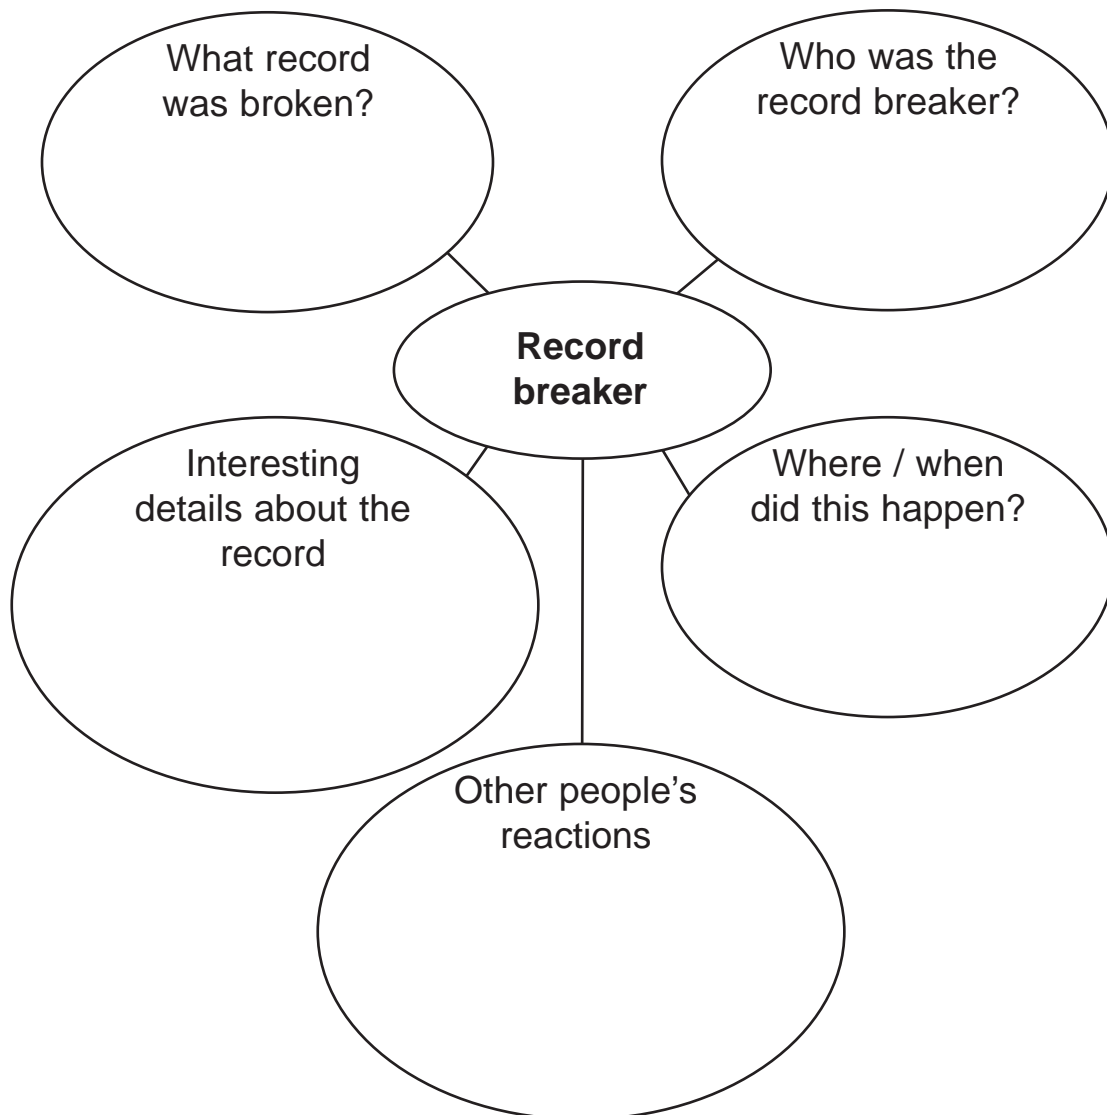 What record
was broken?
Who was the
record breaker?
Record
breaker
Interesting
details about the
record
Where / when
did this happen?
Other people’s
reactions